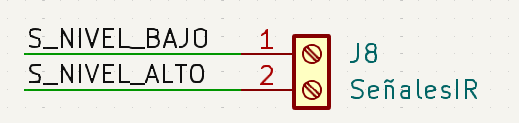 S_NIVEL_BAJO 1
J8
S_NIVEL_ALTO 2
SeñalesIR